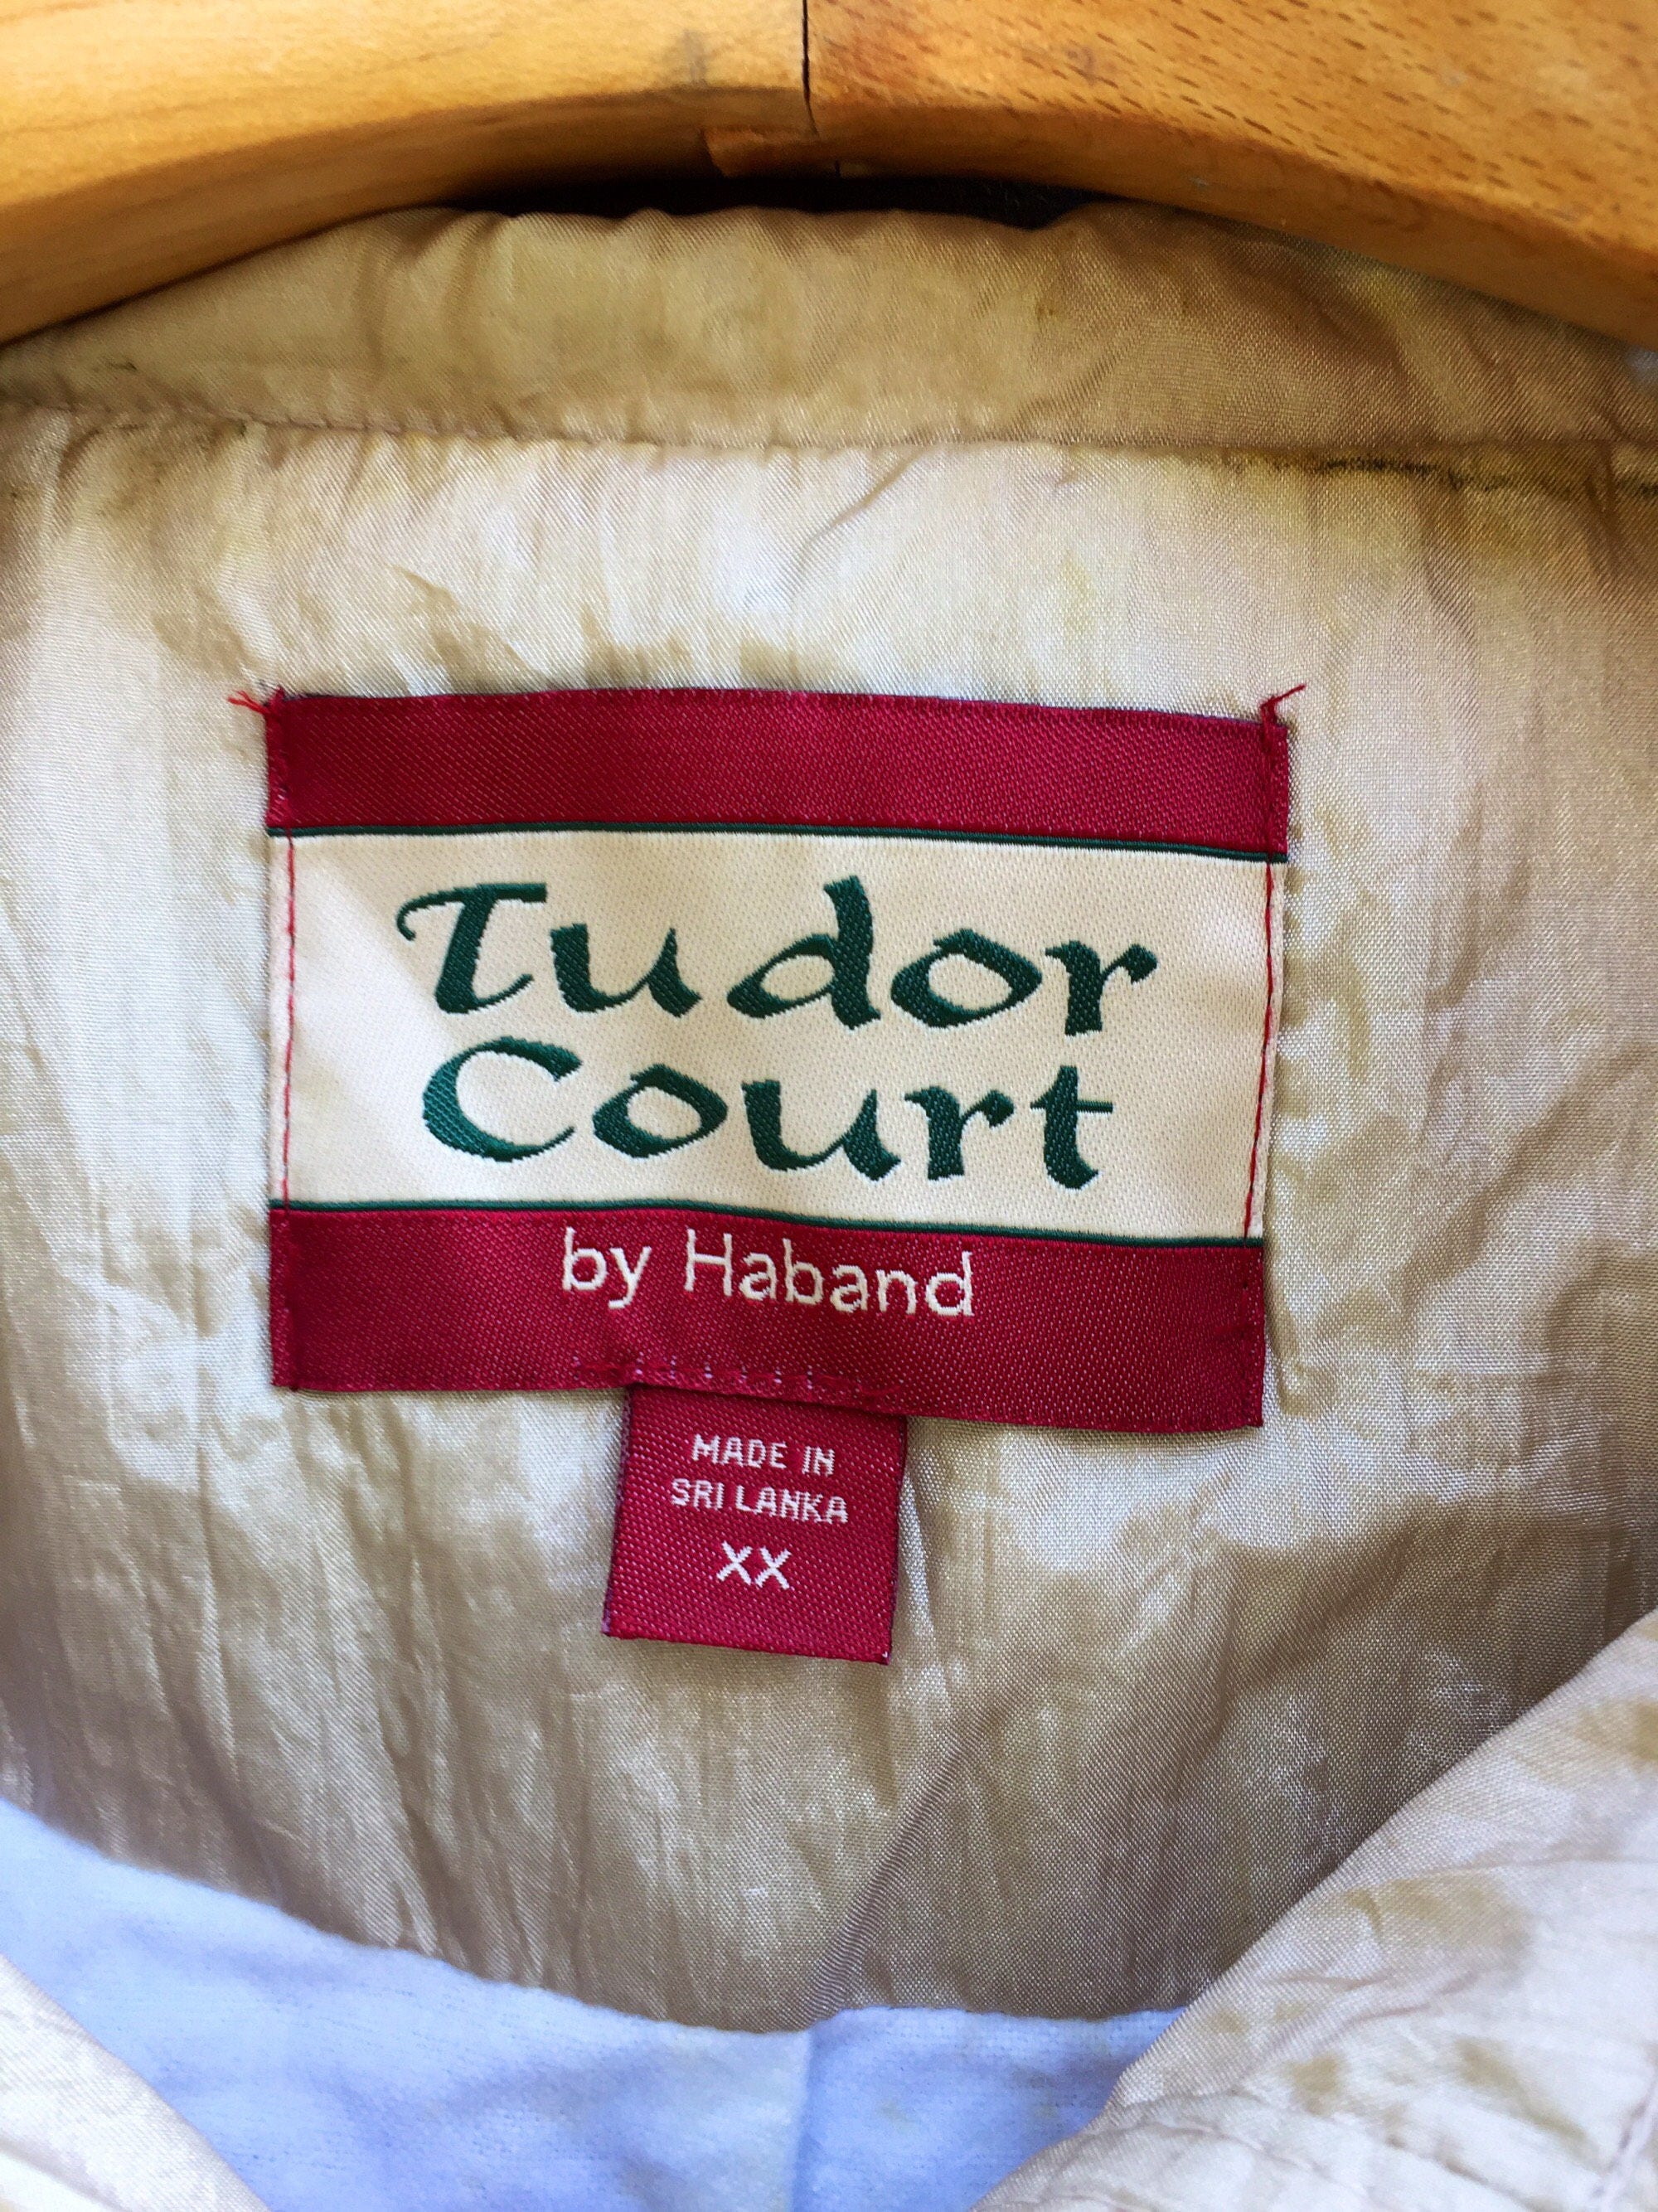 Tudor
Court
by Haband
MADE IN
SRI LANKA
XX